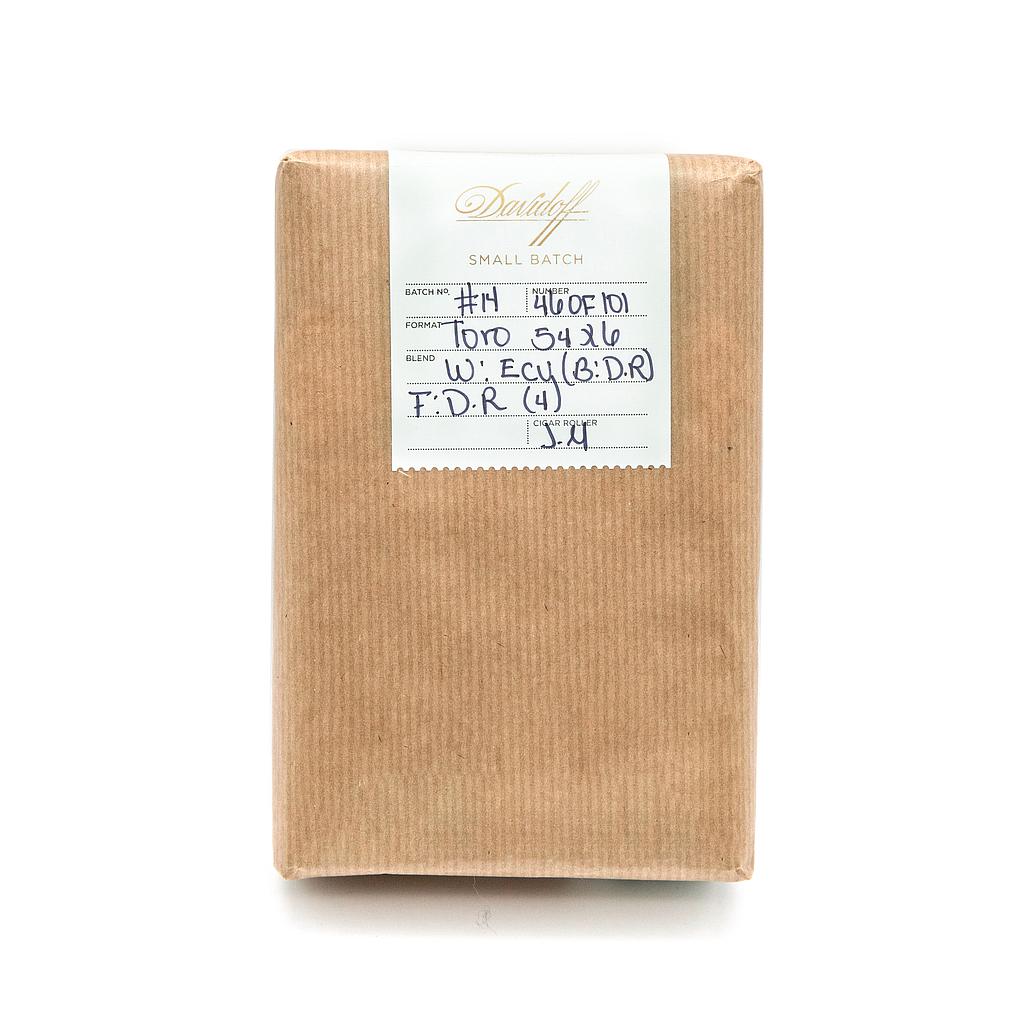 Davidoff
SMALL BATCH
BATCH No. #14 NUMBER 46 OF 101
FORMAT Toro 54x6
BLEND W: ECU (B:D.R)
F:D.R (4)
CIGAR ROLLER J.M